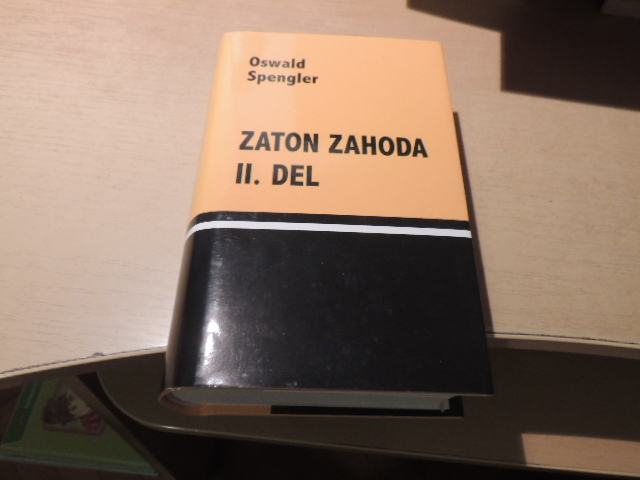 Oswald
Spengler
ZATON ZAHODA
II. DEL